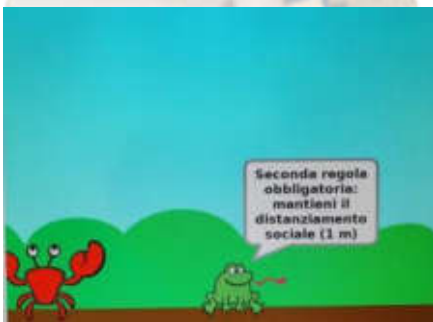 Seconda regola
obbligatoria:
mantieni il
distanziamento
sociale (1 m)